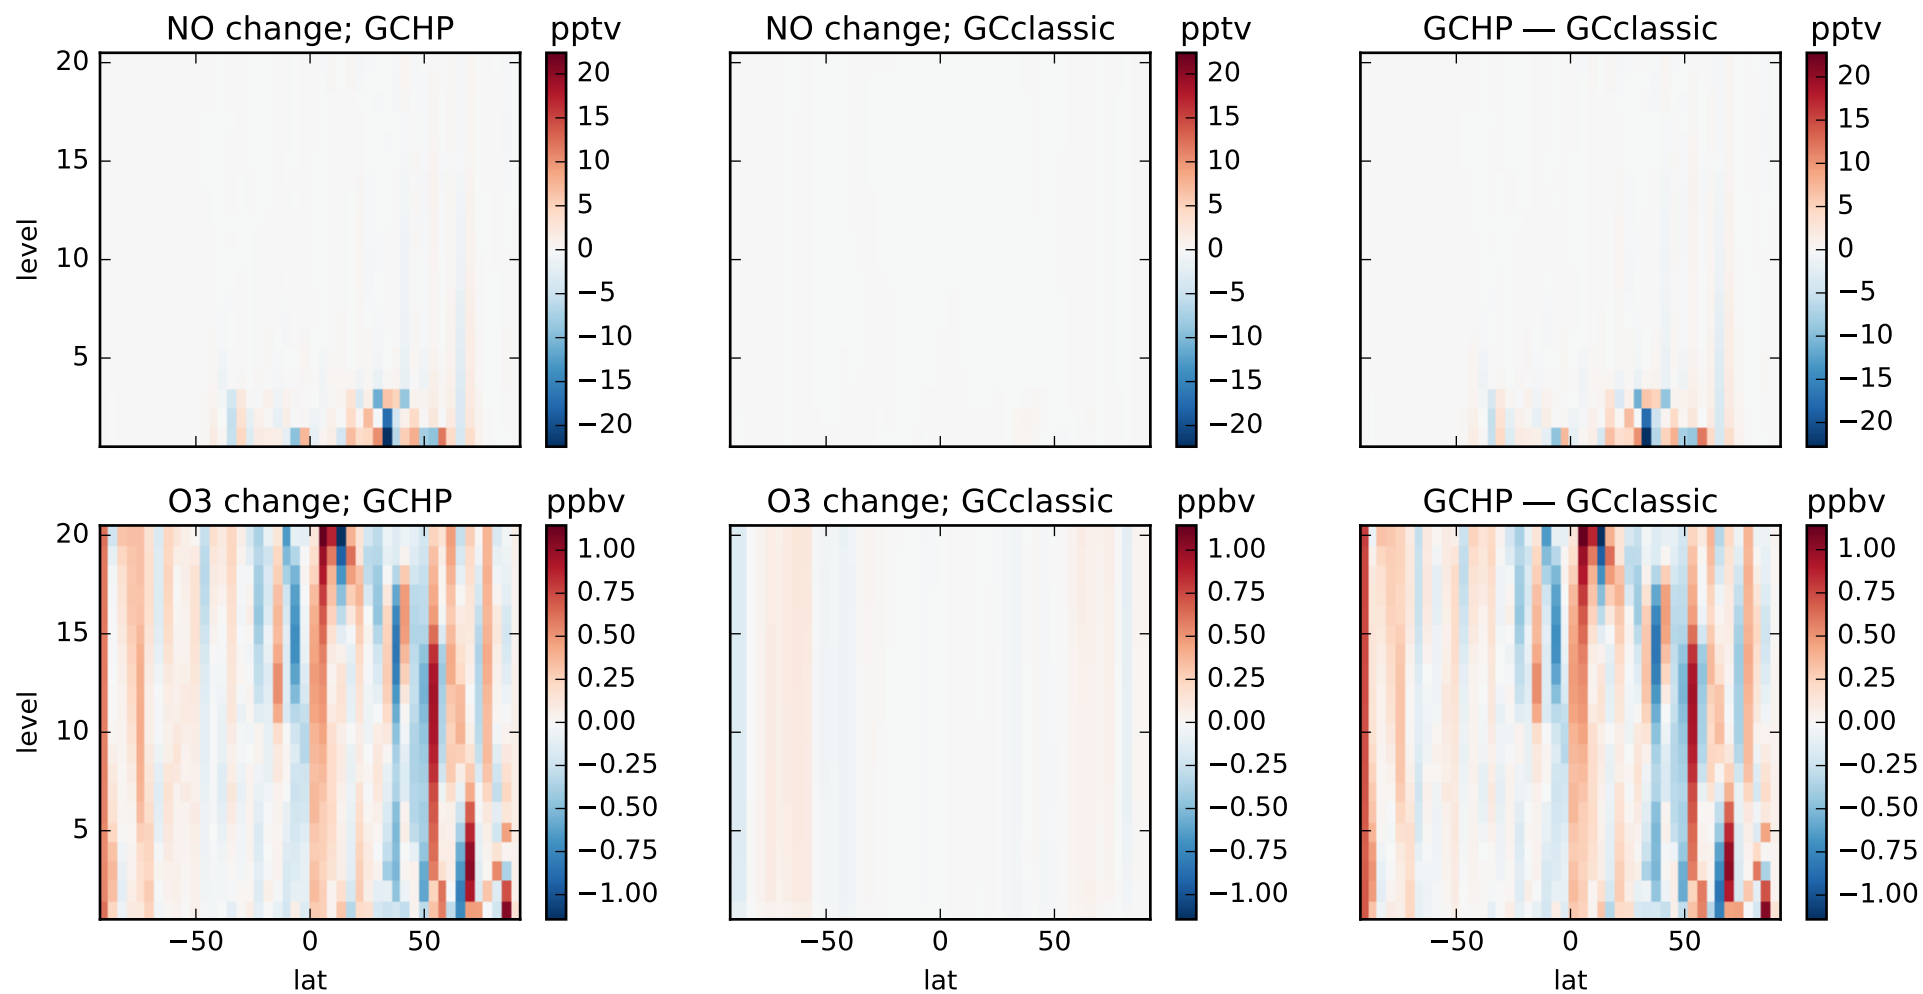 NO change; GCHP pptv NO change; GCclassic pptv GCHP — GCclassic pptv
20 20 20 20
15 15 15
15 10 10 10
5 5 5
level 10 0 0 0
−5 −5 −5
5 −10 −10 −10
−15 −15 −15
−20 −20 −20
O3 change; GCHP ppbv O3 change; GCclassic ppbv GCHP — GCclassic ppbv
20 1.00 1.00 1.00
0.75 0.75 0.75
15 0.50 0.50 0.50
0.25 0.25 0.25
level 10 0.00 0.00 0.00
−0.25 −0.25 −0.25
−0.50 −0.50 −0.50
5 −0.75 −0.75 −0.75
−1.00 −1.00 −1.00
−50 0 50 −50 0 50 −50 0 50
lat lat lat